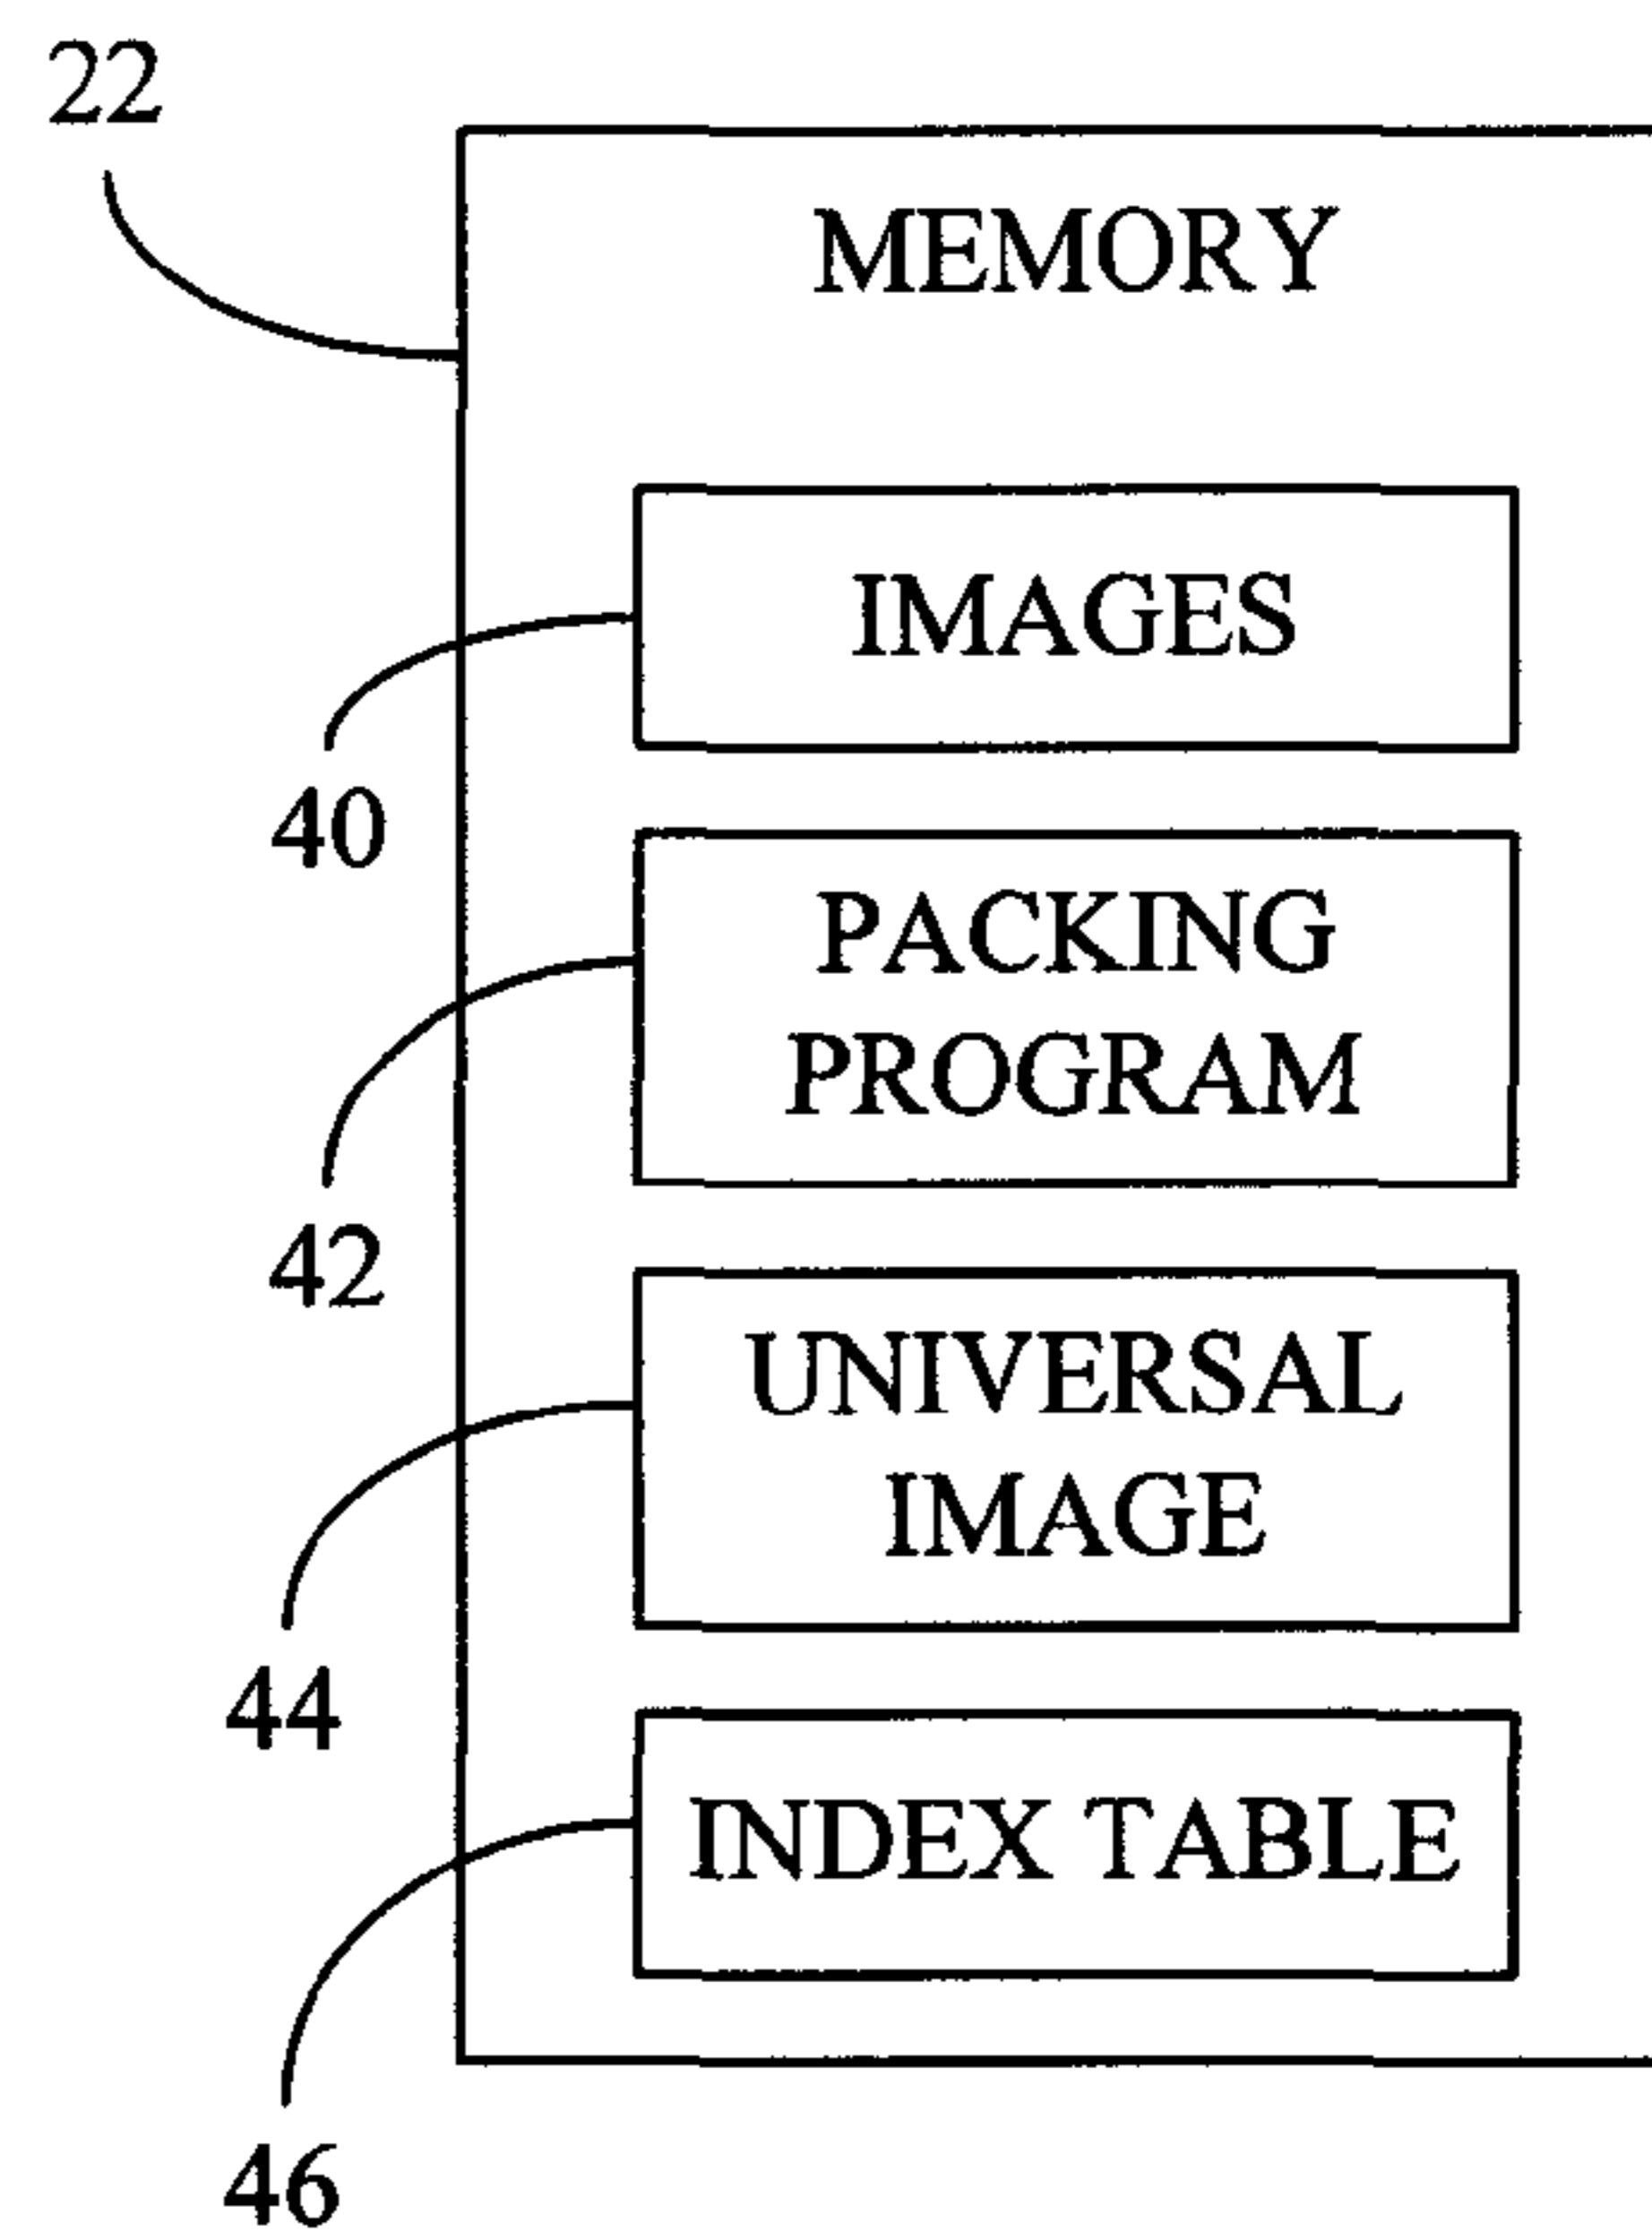 22
MEMORY
IMAGES
40
PACKING
PROGRAM
42
UNIVERSAL
IMAGE
44
INDEX TABLE
46